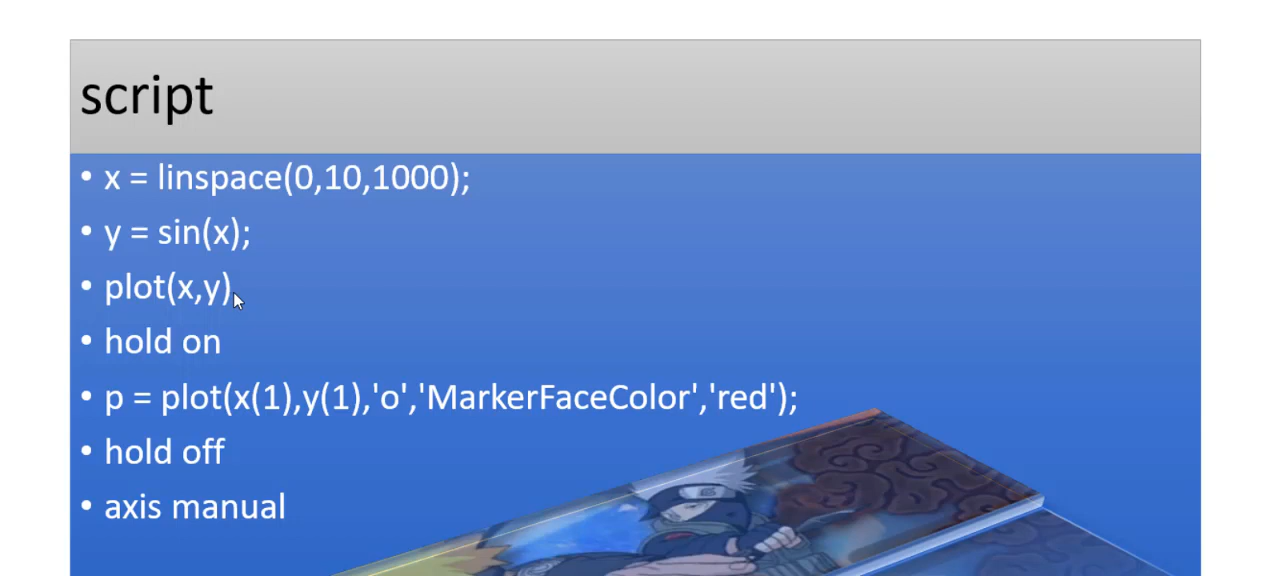 script
• x = linspace(0,10,1000);
• y = sin(x);
• plot(x,y)
• hold on
• p = plot(x(1),y(1),'o','MarkerFaceColor','red');
• hold off
• axis manual